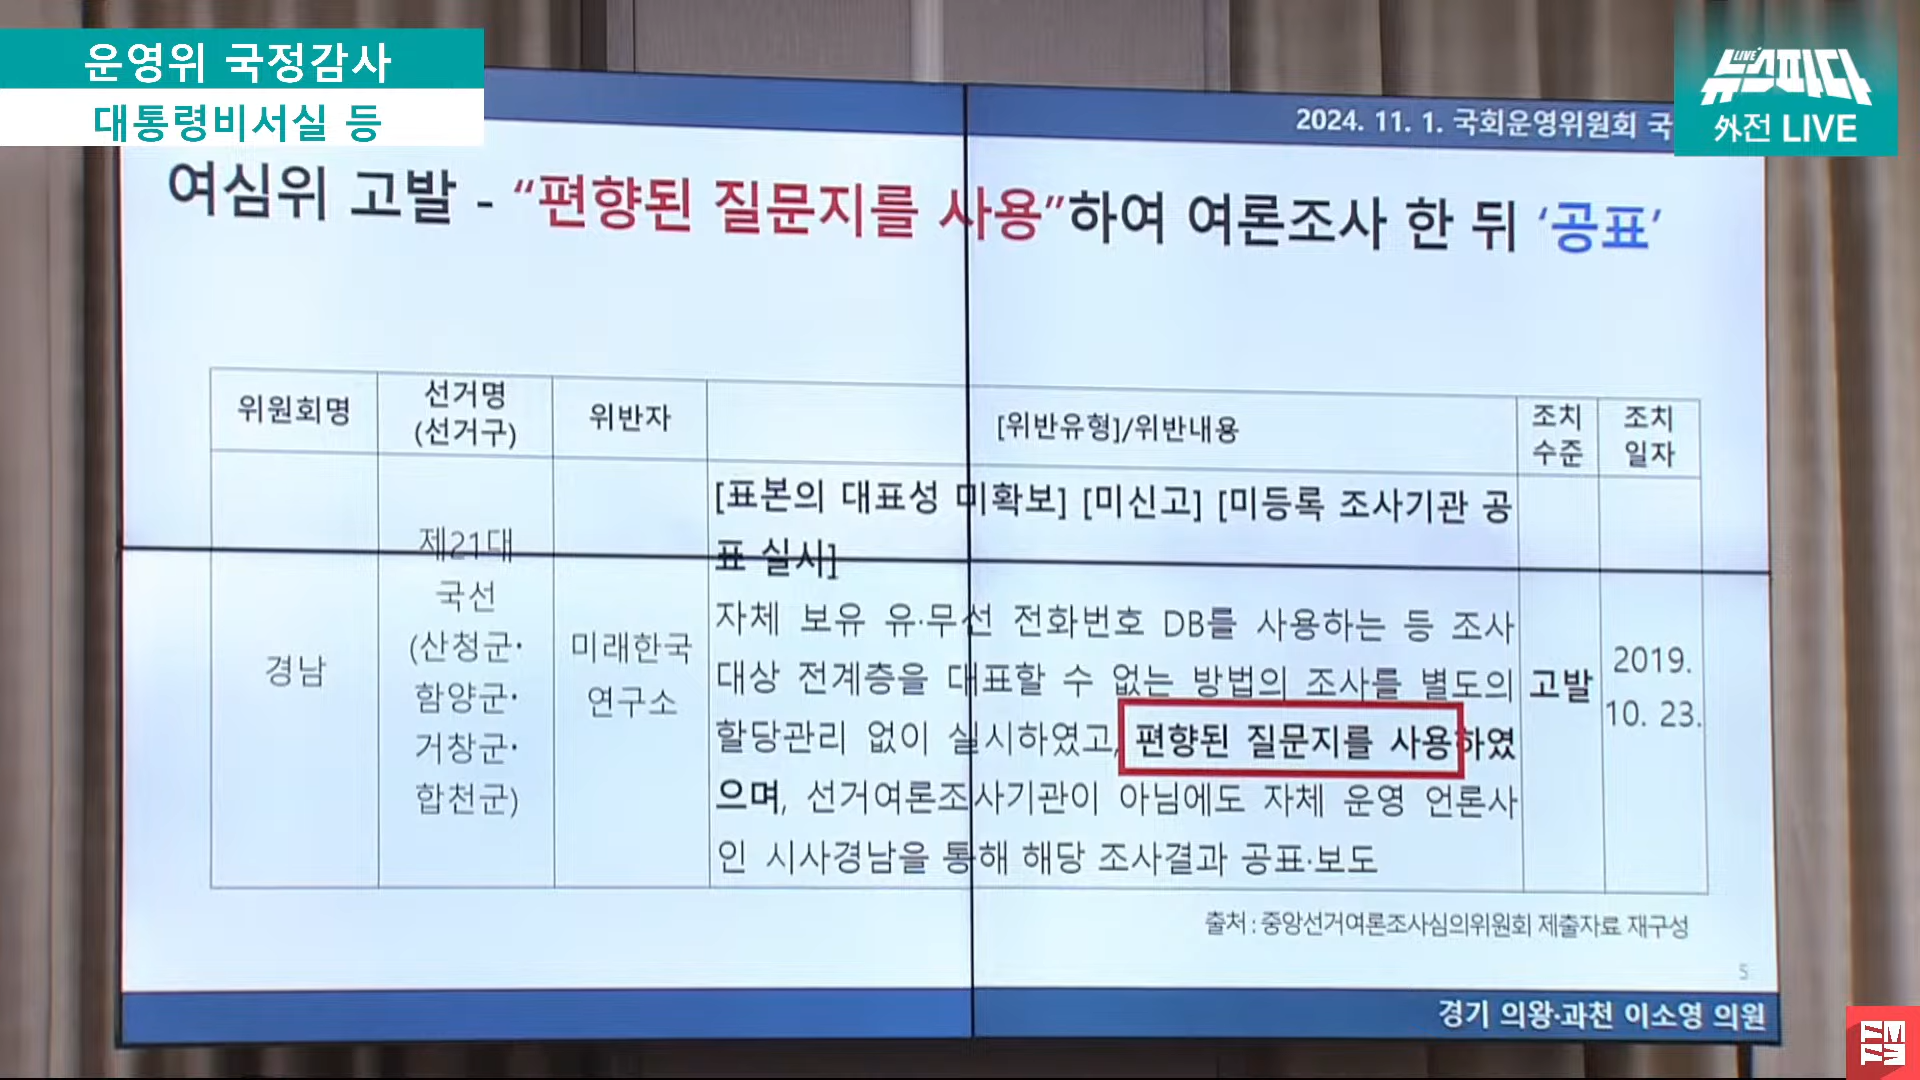 운영위 국정감사
대통령비서실 등
LIVE
뉴스피다
外전 LIVE
2024. 11. 1. 국회운영위원회 국
여심위 고발 - “편향된 질문지를 사용”하여 여론조사 한 뒤 ‘공표’
위원회명
선거명
(선거구)
위반자
[위반유형]/위반내용
조치
수준
조치
일자
경남
제21대
국선
(산청군·
함양군·
거창군·
합천군)
미래한국
연구소
[표본의 대표성 미확보] [미신고] [미등록 조사기관 공
표 실시]
자체 보유 유·무선 전화번호 DB를 사용하는 등 조사
대상 전계층을 대표할 수 없는 방법의 조사를 별도의
할당관리 없이 실시하였고, 편향된 질문지를 사용하였
으며, 선거여론조사기관이 아님에도 자체 운영 언론사
인 시사경남을 통해 해당 조사결과 공표·보도
고발
2019.
10. 23.
출처 : 중앙선거여론조사심의위원회 제출자료 재구성
5
경기 의왕·과천 이소영 의원